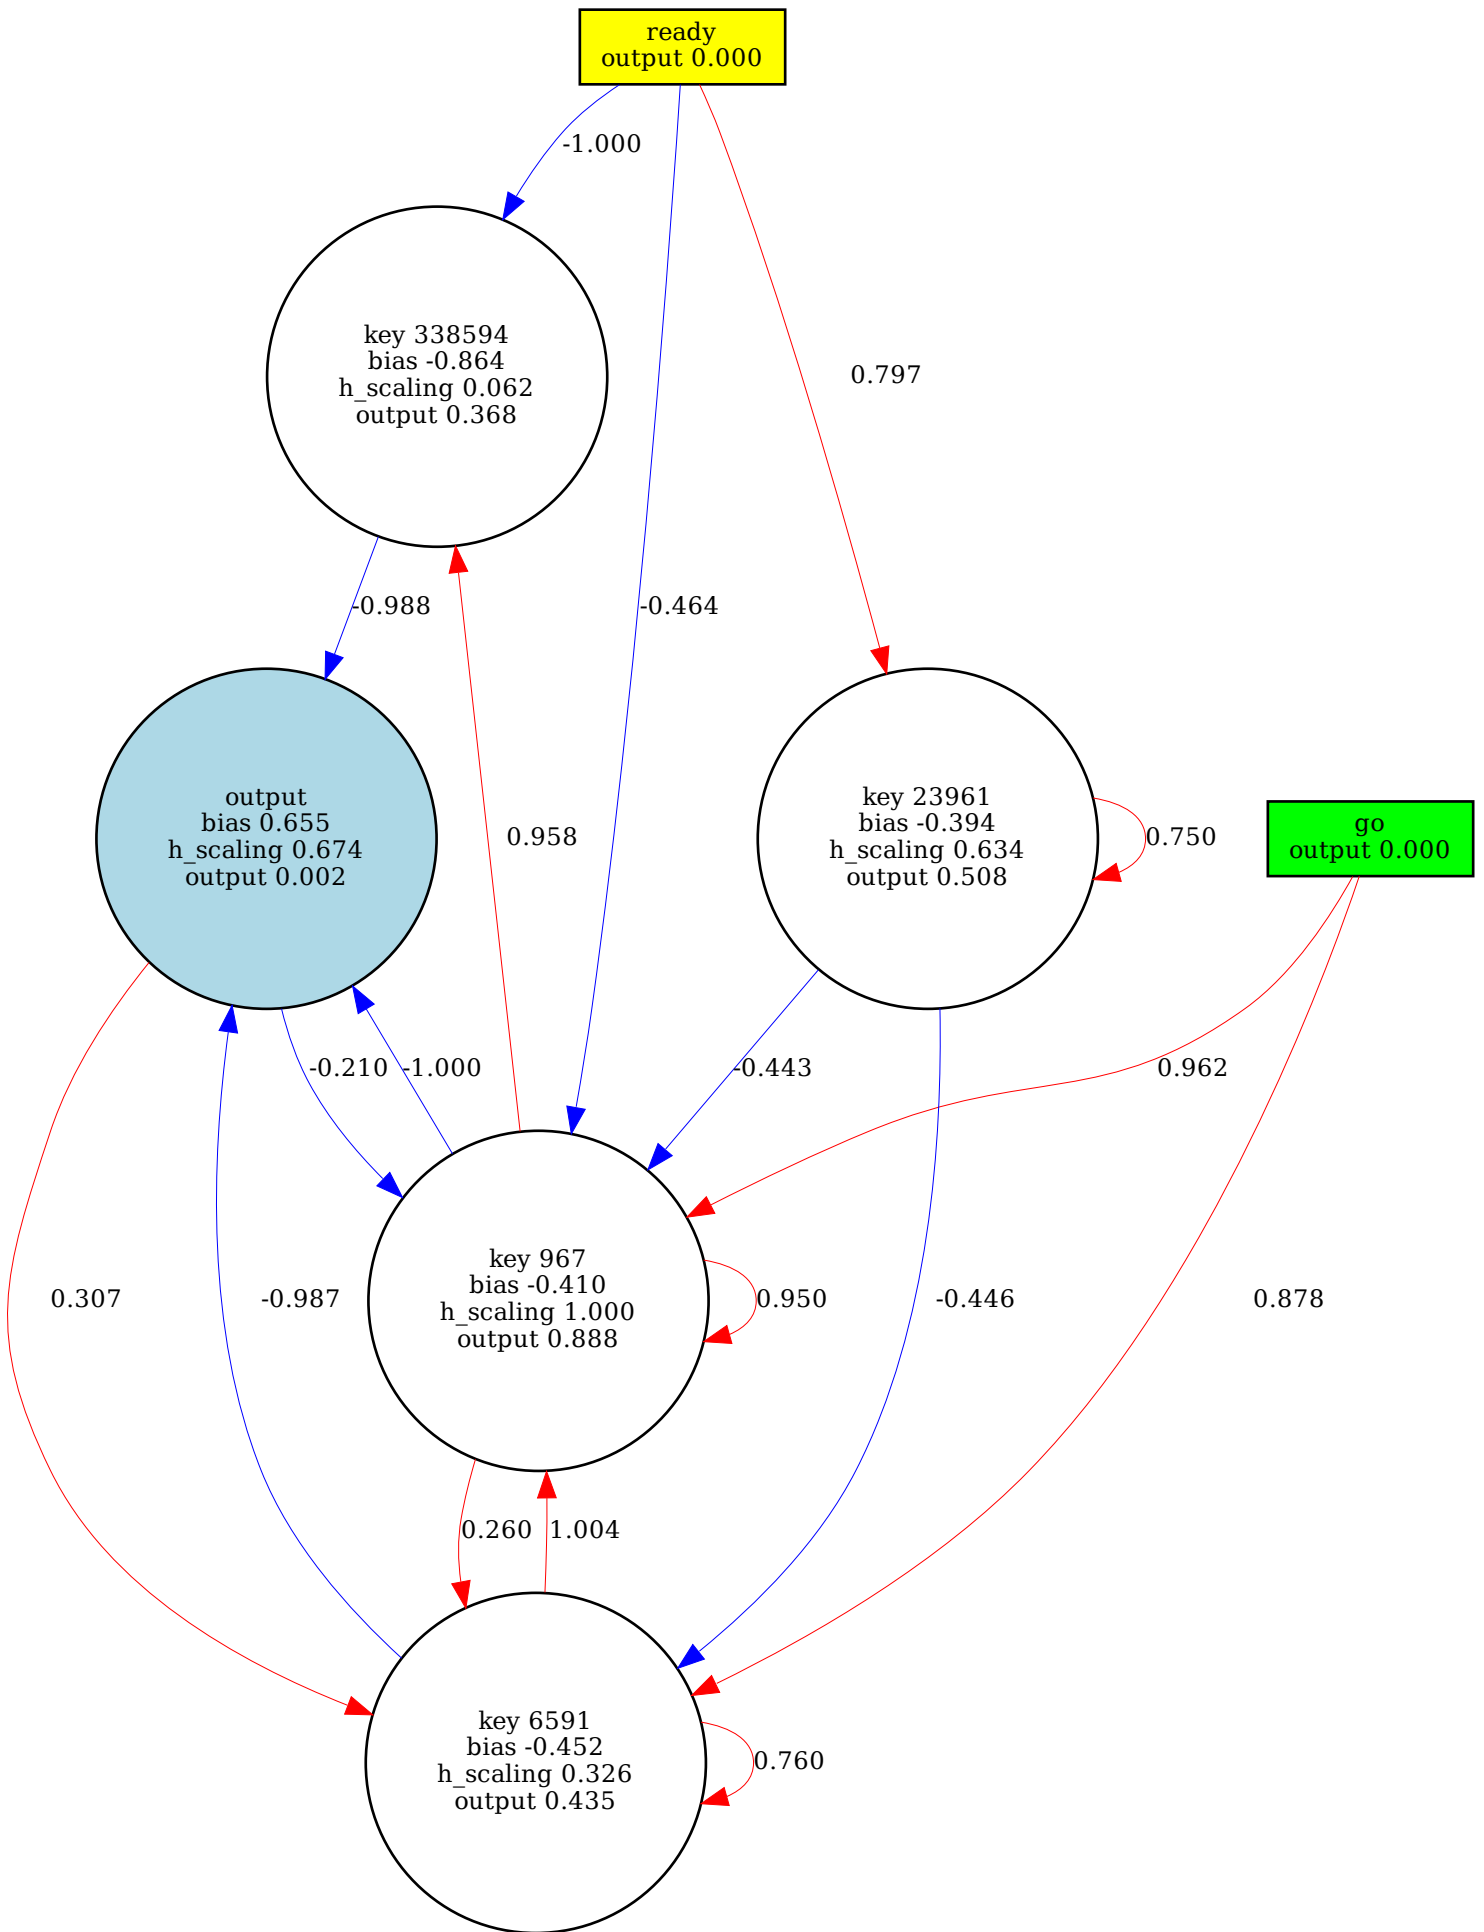 ready
output 0.000
-1.000
key 338594
bias -0.864
h_scaling 0.062
output 0.368
0.797
-0.988
-0.464
output
bias 0.655
h_scaling 0.674
output 0.002
0.958
key 23961
bias -0.394
h_scaling 0.634
output 0.508
0.750
go
output 0.000
-0.210
-1.000
-0.443
0.962
0.307
-0.987
key 967
bias -0.410
h_scaling 1.000
output 0.888
0.950
-0.446
0.878
0.260
1.004
key 6591
bias -0.452
h_scaling 0.326
output 0.435
0.760